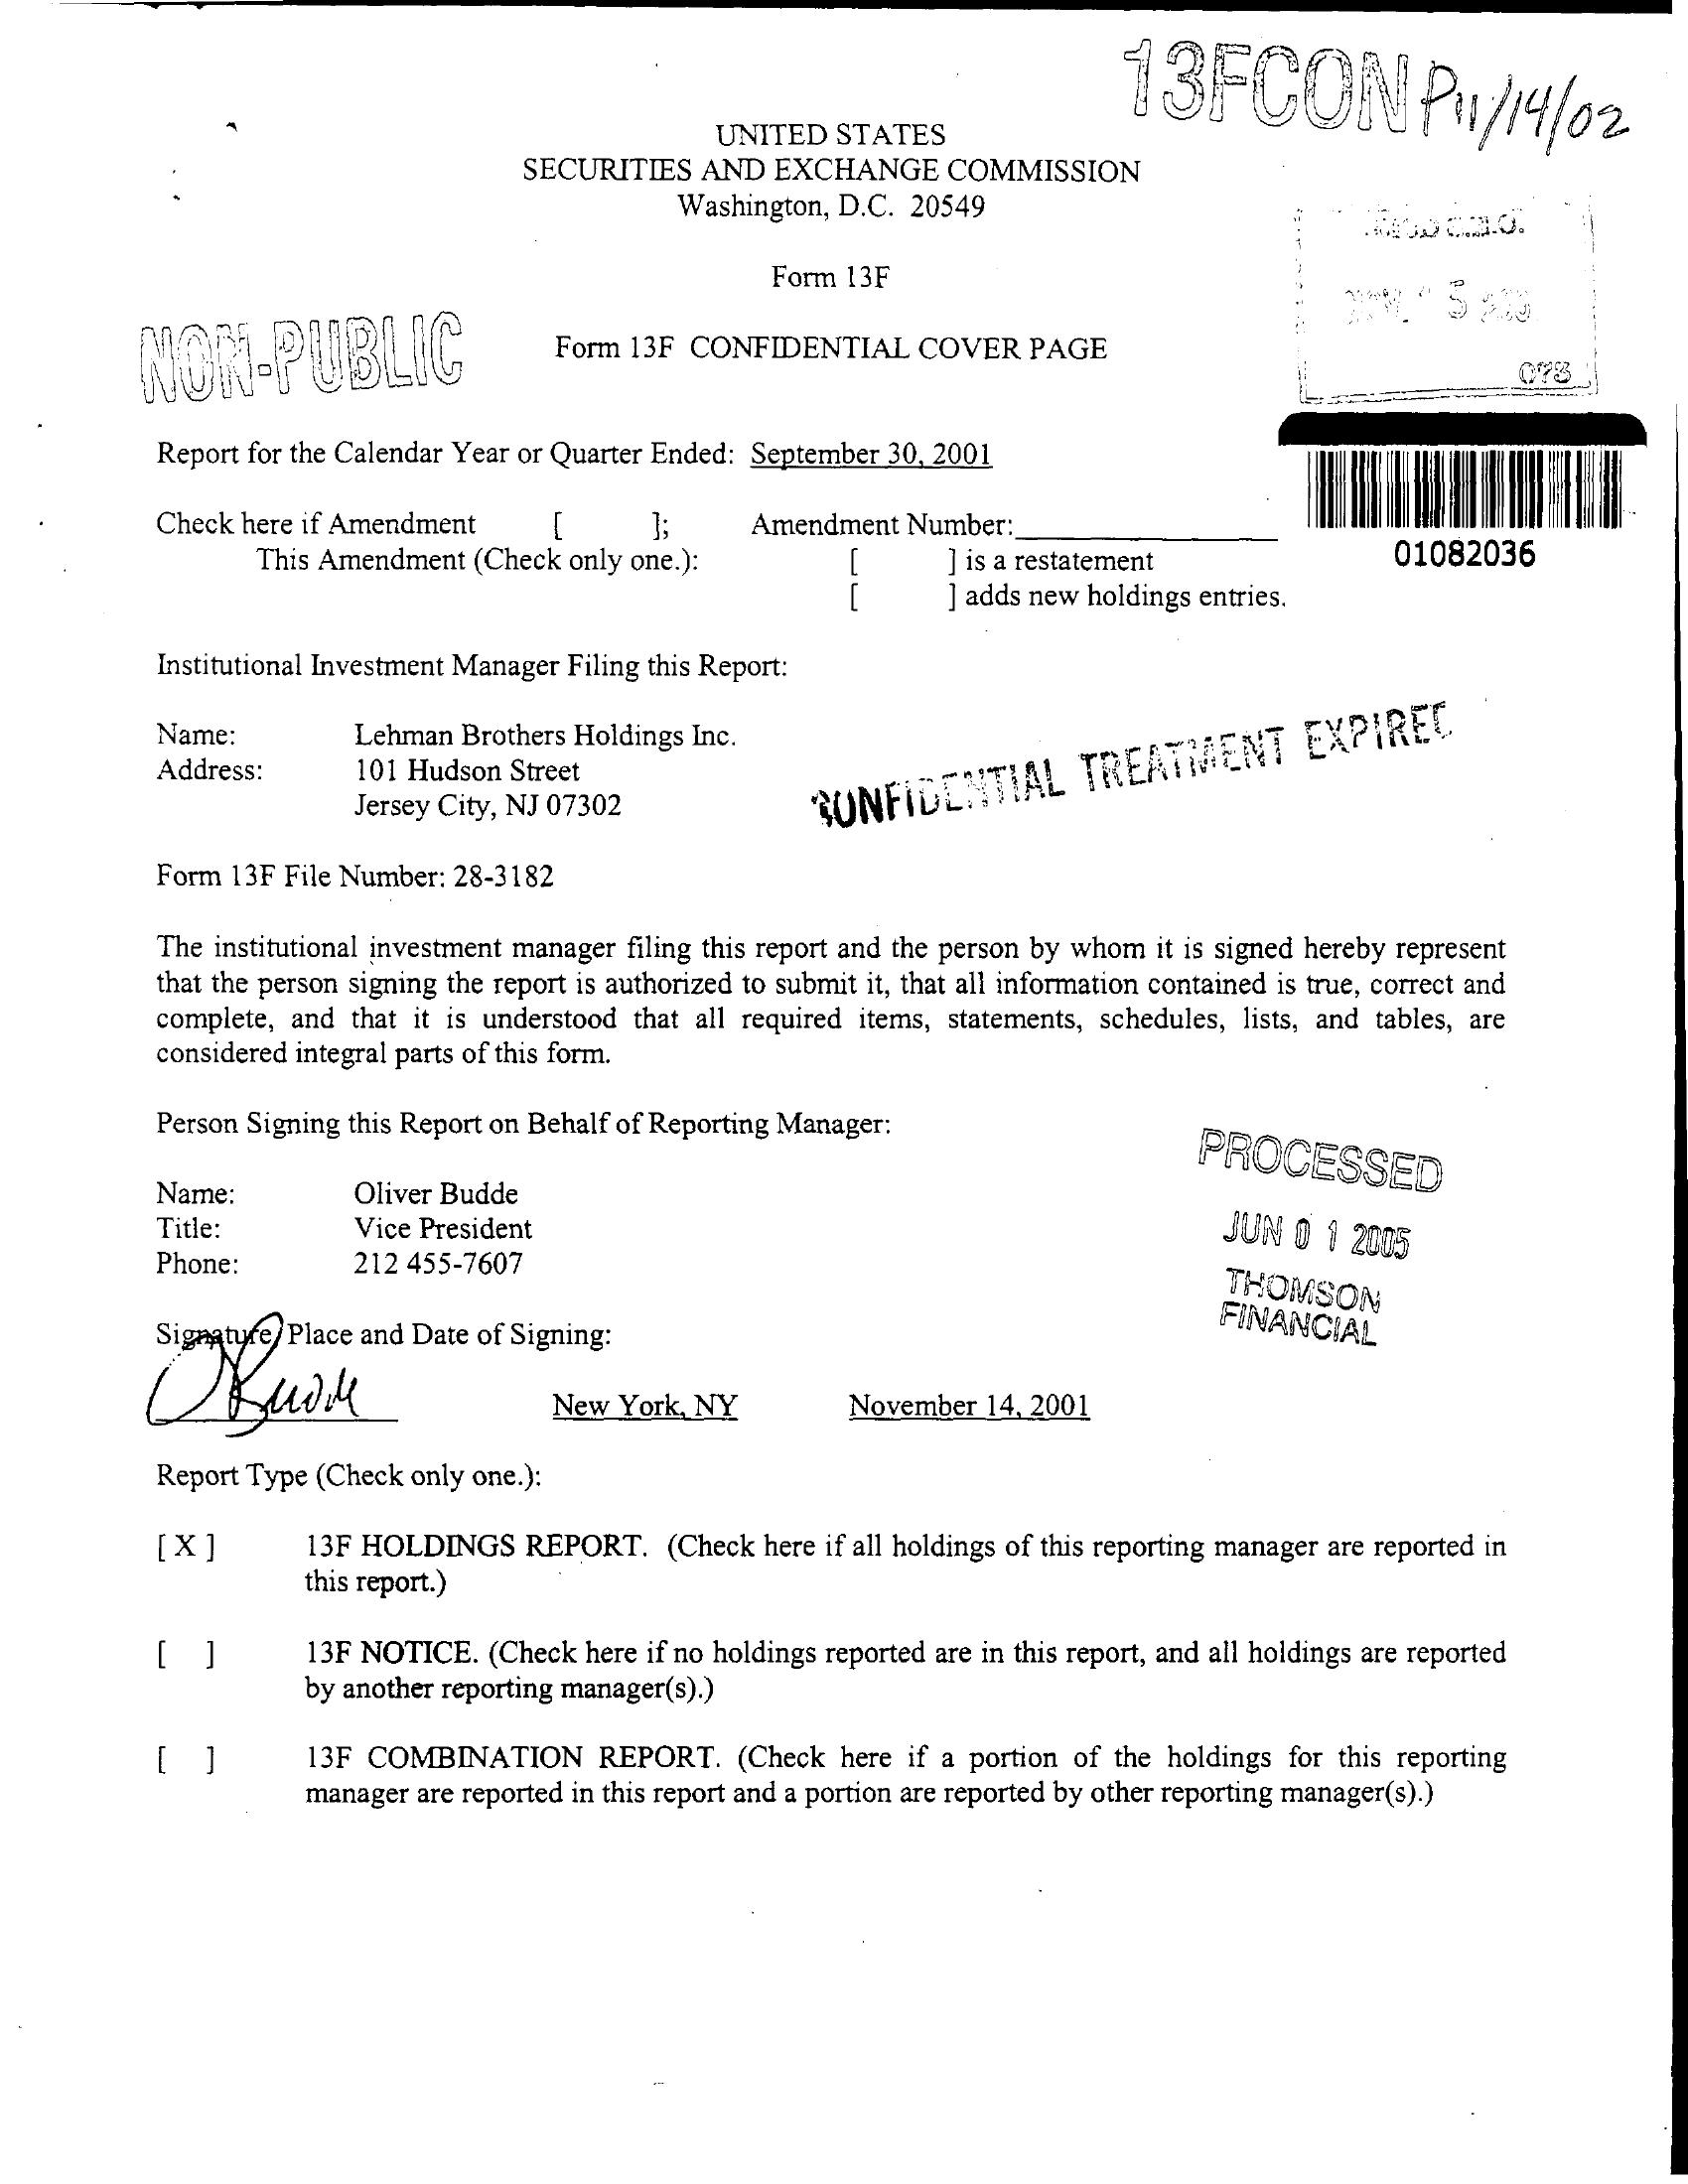 13FCON P11/14/02
UNITED STATES
SECURITIES AND EXCHANGE COMMISSION
Washington, D.C. 20549
Form 13F
NON-PUBLIC
Form 13F CONFIDENTIAL COVER PAGE
5
073
Report for the Calendar Year or Quarter Ended: September 30, 2001
Check here if Amendment [ ]; Amendment Number:
This Amendment (Check only one.): [ ] is a restatement
[ ] adds new holdings entries.
01082036
Institutional Investment Manager Filing this Report:
Name: Lehman Brothers Holdings Inc.
Address: 101 Hudson Street
Jersey City, NJ 07302
CONFIDENTIAL TREATMENT EXPIRED
Form 13F File Number: 28-3182
The institutional investment manager filing this report and the person by whom it is signed hereby represent
that the person signing the report is authorized to submit it, that all information contained is true, correct and
complete, and that it is understood that all required items, statements, schedules, lists, and tables, are
considered integral parts of this form.
Person Signing this Report on Behalf of Reporting Manager:
Name: Oliver Budde
Title: Vice President
Phone: 212 455-7607
PROCESSED
JUN 0 1 2005
THOMSON
FINANCIAL
Signature, Place and Date of Signing:
OBudde
New York, NY November 14, 2001
Report Type (Check only one.):
[ X ] 13F HOLDINGS REPORT. (Check here if all holdings of this reporting manager are reported in
this report.)
[ ] 13F NOTICE. (Check here if no holdings reported are in this report, and all holdings are reported
by another reporting manager(s).)
[ ] 13F COMBINATION REPORT. (Check here if a portion of the holdings for this reporting
manager are reported in this report and a portion are reported by other reporting manager(s).)